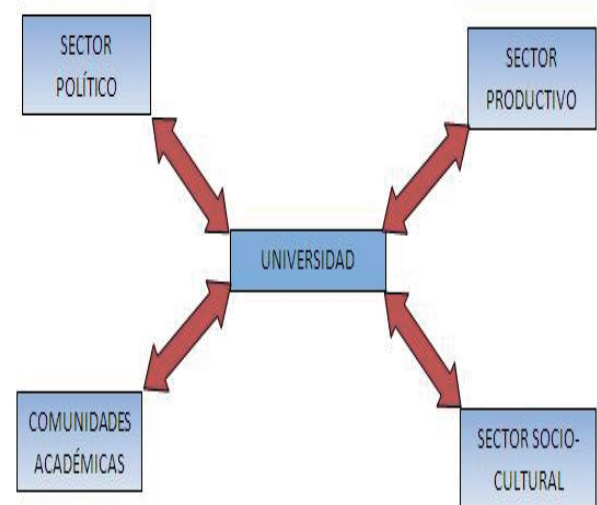 SECTOR
POLÍTICO
SECTOR
PRODUCTIVO
UNIVERSIDAD
COMUNIDADES
ACADÉMICAS
SECTOR SOCIO-
CULTURAL